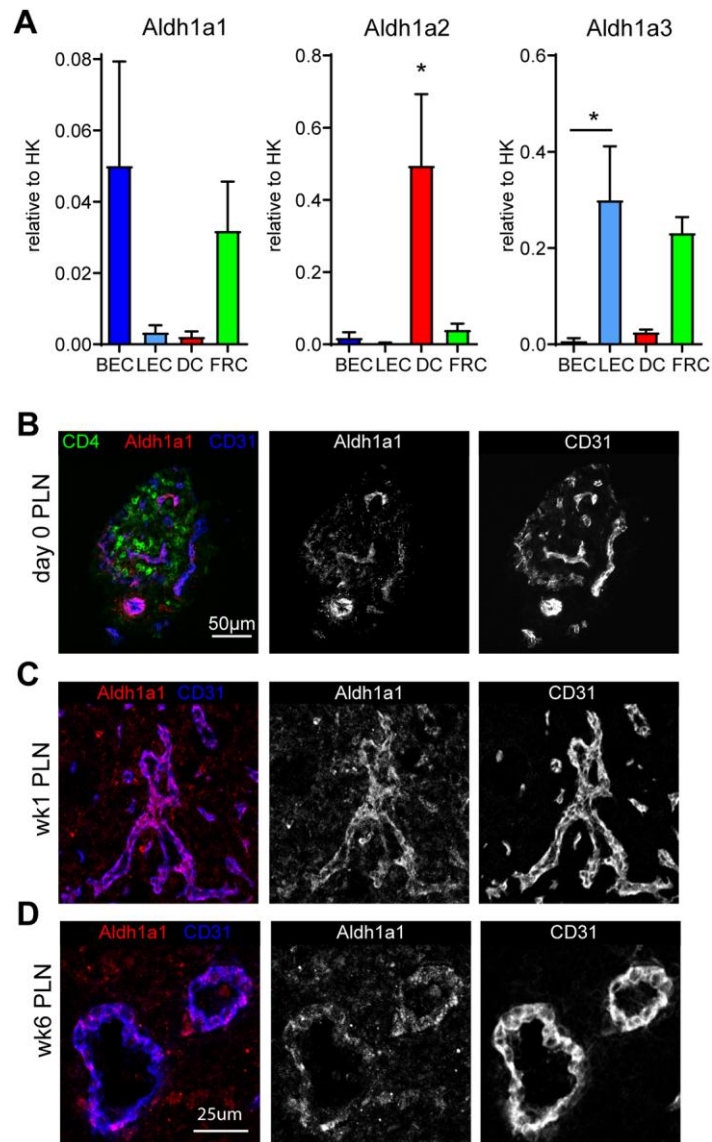 A
Aldh1a1 Aldh1a2 Aldh1a3
relative to HK
0.08
0.06
0.04
0.02
0.00
BEC LEC DC FRC
relative to HK
0.8
0.6
0.4
0.2
0.0
*
BEC LEC DC FRC
relative to HK
0.6
0.4
0.2
0.0
*
BEC LEC DC FRC
B
day 0 PLN
CD4 Aldh1a1 CD31
50µm
Aldh1a1
CD31
C
wk1 PLN
Aldh1a1 CD31
Aldh1a1
CD31
D
wk6 PLN
Aldh1a1 CD31
25um
Aldh1a1
CD31